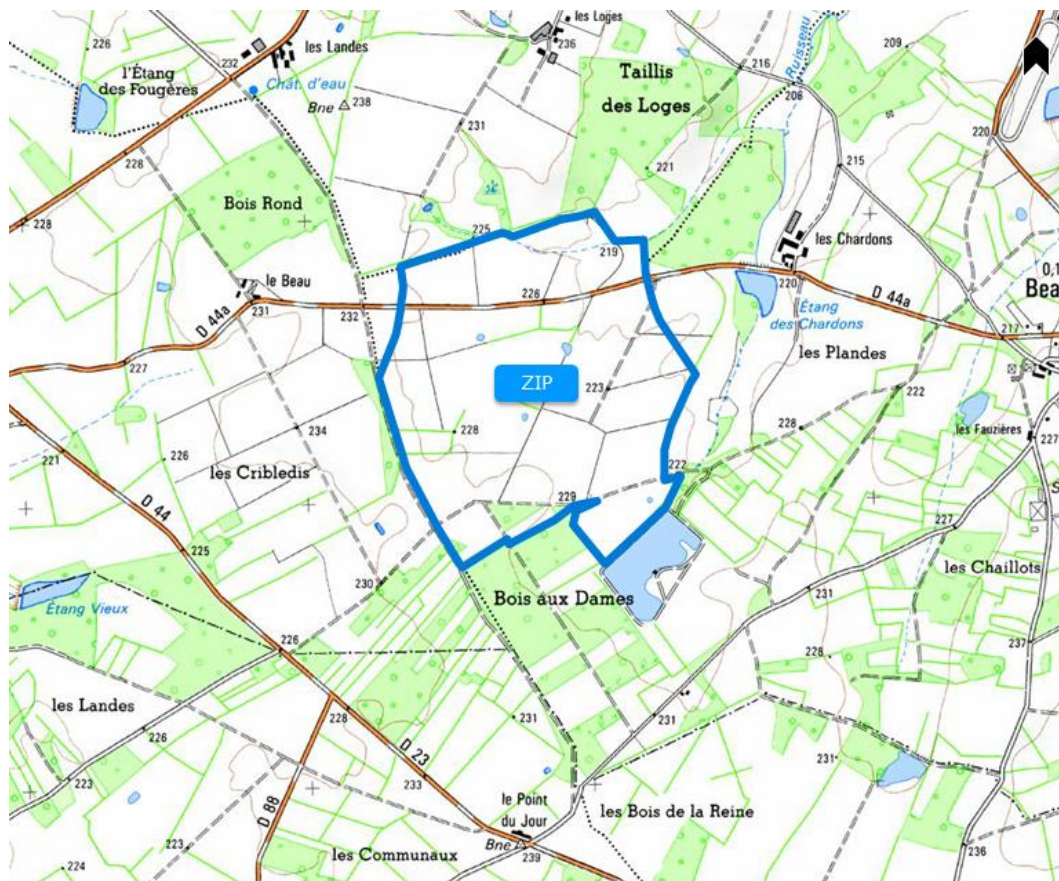 les Loges
236
226
232
les Landes
209
l'Étang
des Fougères
Chât. d'eau
Bne
238
Taillis
des Loges
216
Ruisseau
206
231
220
228
221
215
Bois Rond
228
225
219
les Chardons
le Beau
226
220
D 44a
231
232
D 44a
Étang
des Chardons
217
0,1
Bea
227
les Plandes
ZIP
223
222
228
228
les Fauzières
227
234
221
226
les Cribledis
222
S
229
D 44
227
225
les Chaillots
Étang Vieux
230
Bois aux Dames
231
226
237
228
les Landes
226
228
231
231
231
D 23
223
233
le Point
du Jour
les Bois de la Reine
D 88
223
les Communaux
Bne
239
236
224